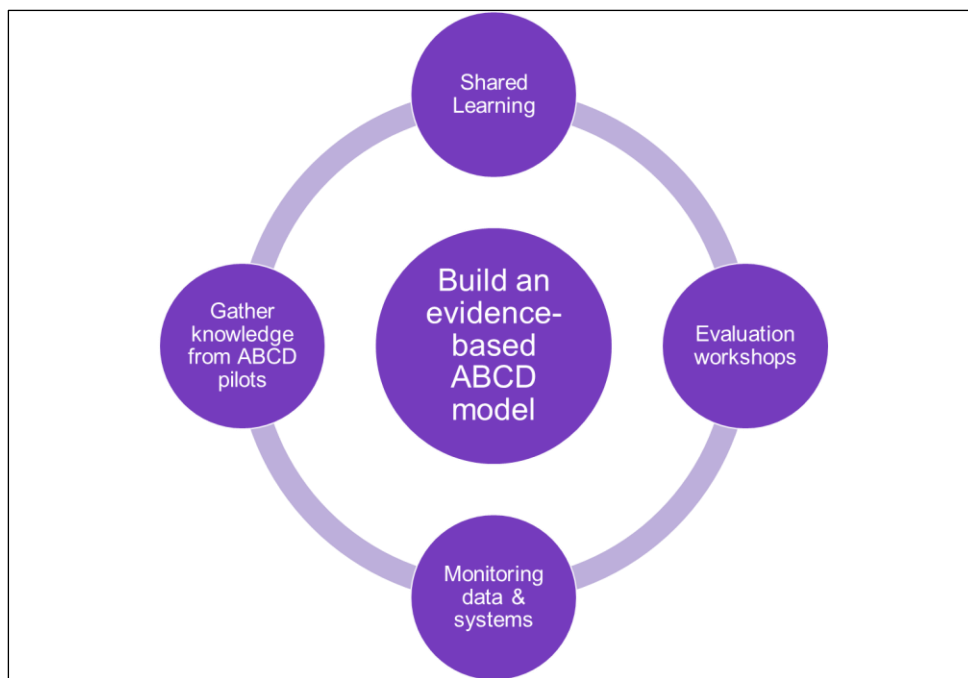 Shared
Learning
Build an
evidence-
based
ABCD
model
Gather
knowledge
from ABCD
pilots
Evaluation
workshops
Monitoring
data &
systems